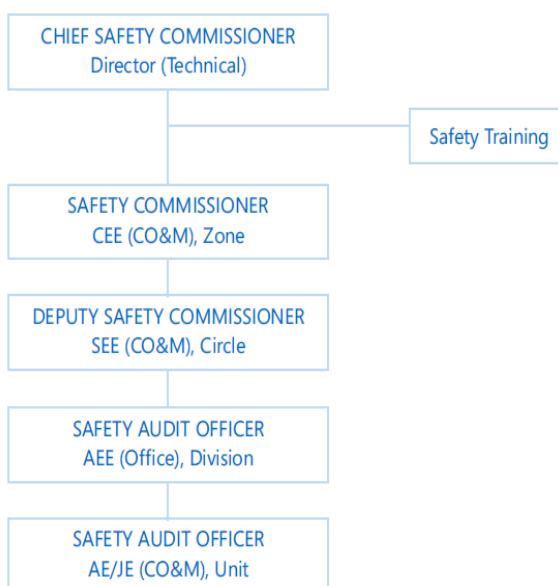 CHIEF SAFETY COMMISSIONER
Director (Technical)
Safety Training
SAFETY COMMISSIONER
CEE (CO&M), Zone
DEPUTY SAFETY COMMISSIONER
SEE (CO&M), Circle
SAFETY AUDIT OFFICER
AEE (Office), Division
SAFETY AUDIT OFFICER
AE/JE (CO&M), Unit